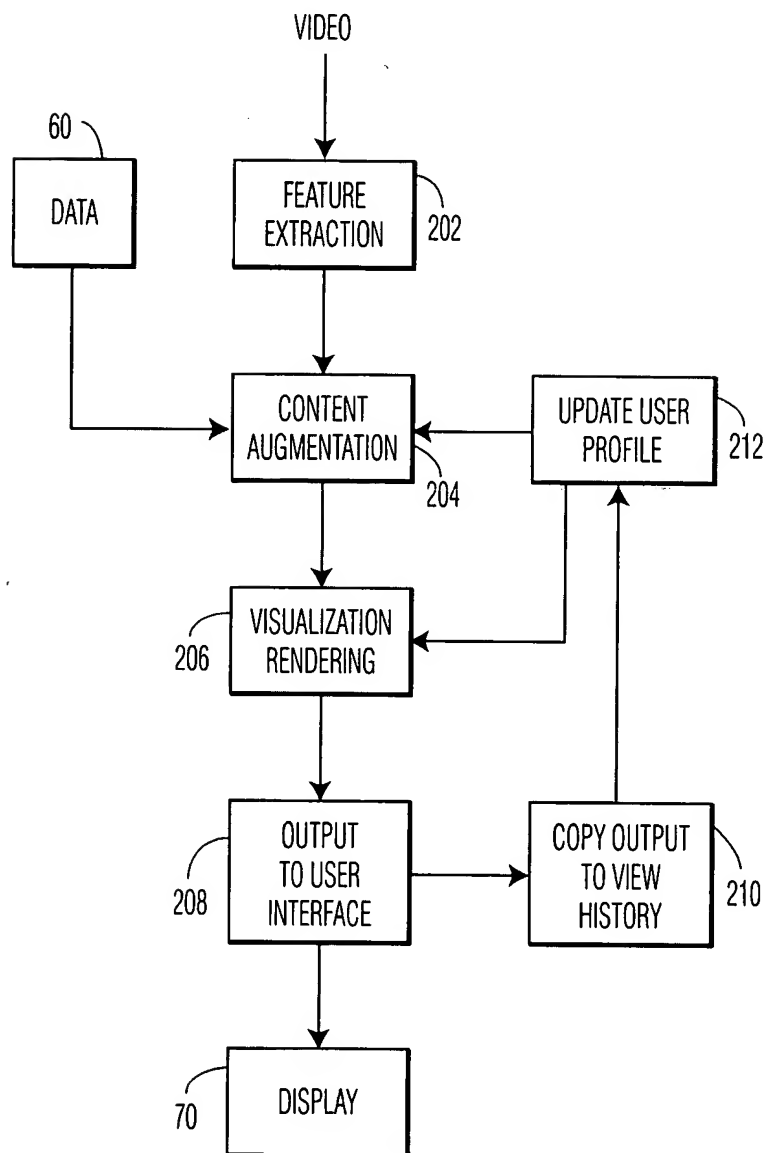 VIDEO
60
DATA
FEATURE
EXTRACTION
202
CONTENT
AUGMENTATION
204
UPDATE USER
PROFILE
212
206
VISUALIZATION
RENDERING
208
OUTPUT
TO USER
INTERFACE
COPY OUTPUT
TO VIEW
HISTORY
210
70
DISPLAY